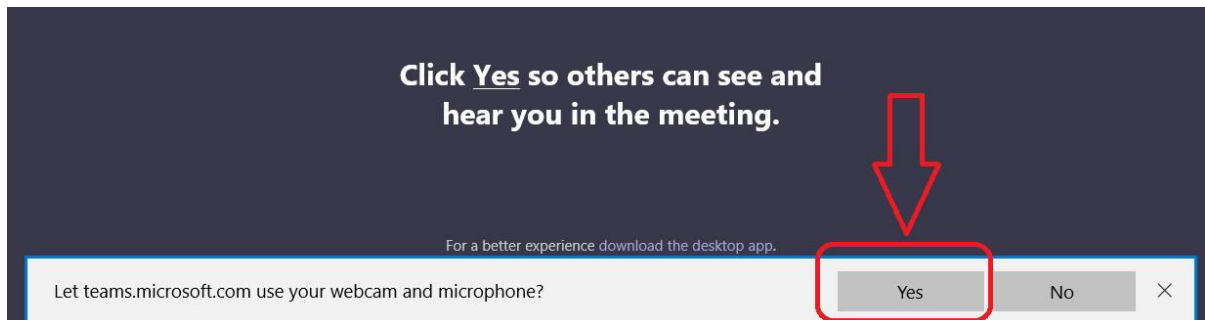 Click Yes so others can see and
hear you in the meeting.
For a better experience download the desktop app.
Let teams.microsoft.com use your webcam and microphone? Yes No